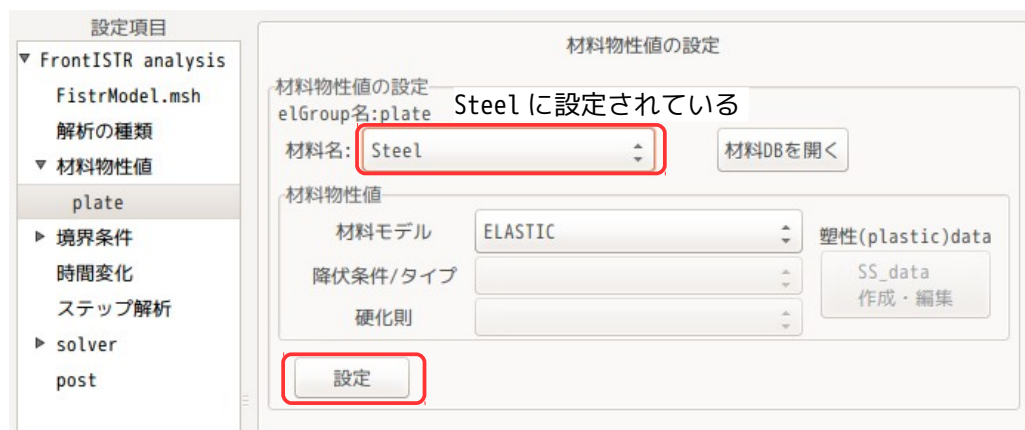 設定項目
▼ FrontISTR analysis
FistrModel.msh
解析の種類
▼ 材料物性値
plate
▶ 境界条件
時間変化
ステップ解析
▶ solver
post
材料物性値の設定
材料物性値の設定
elGroup名:plate
Steelに設定されている
材料名: Steel
材料DBを開く
材料物性値
材料モデル ELASTIC
降伏条件/タイプ
硬化則
塑性(plastic)data
SS_data
作成・編集
設定